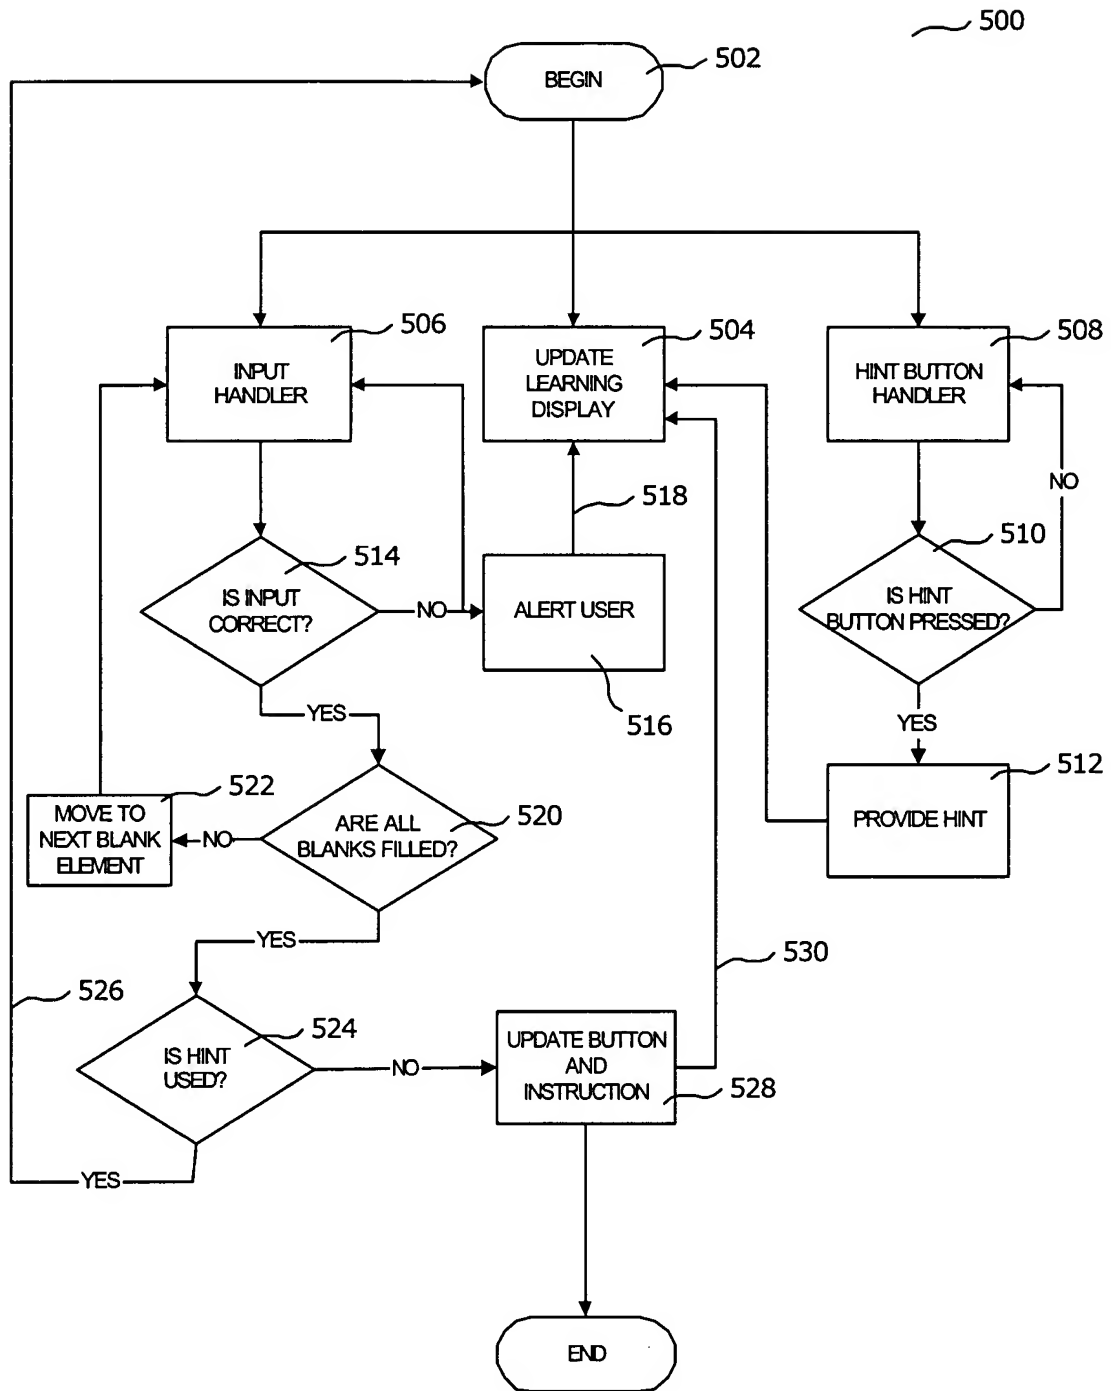 500
502
BEGIN
506
INPUT
HANDLER
504
UPDATE
LEARNING
DISPLAY
508
HINT BUTTON
HANDLER
NO
518
510
IS HINT
BUTTON PRESSED?
514
IS INPUT
CORRECT?
NO
ALERT USER
516
YES
YES
512
PROVIDE HINT
522
MOVE TO
NEXT BLANK
ELEMENT
NO
520
ARE ALL
BLANKS FILLED?
YES
530
526
524
IS HINT
USED?
NO
UPDATE BUTTON
AND
INSTRUCTION
528
YES
END